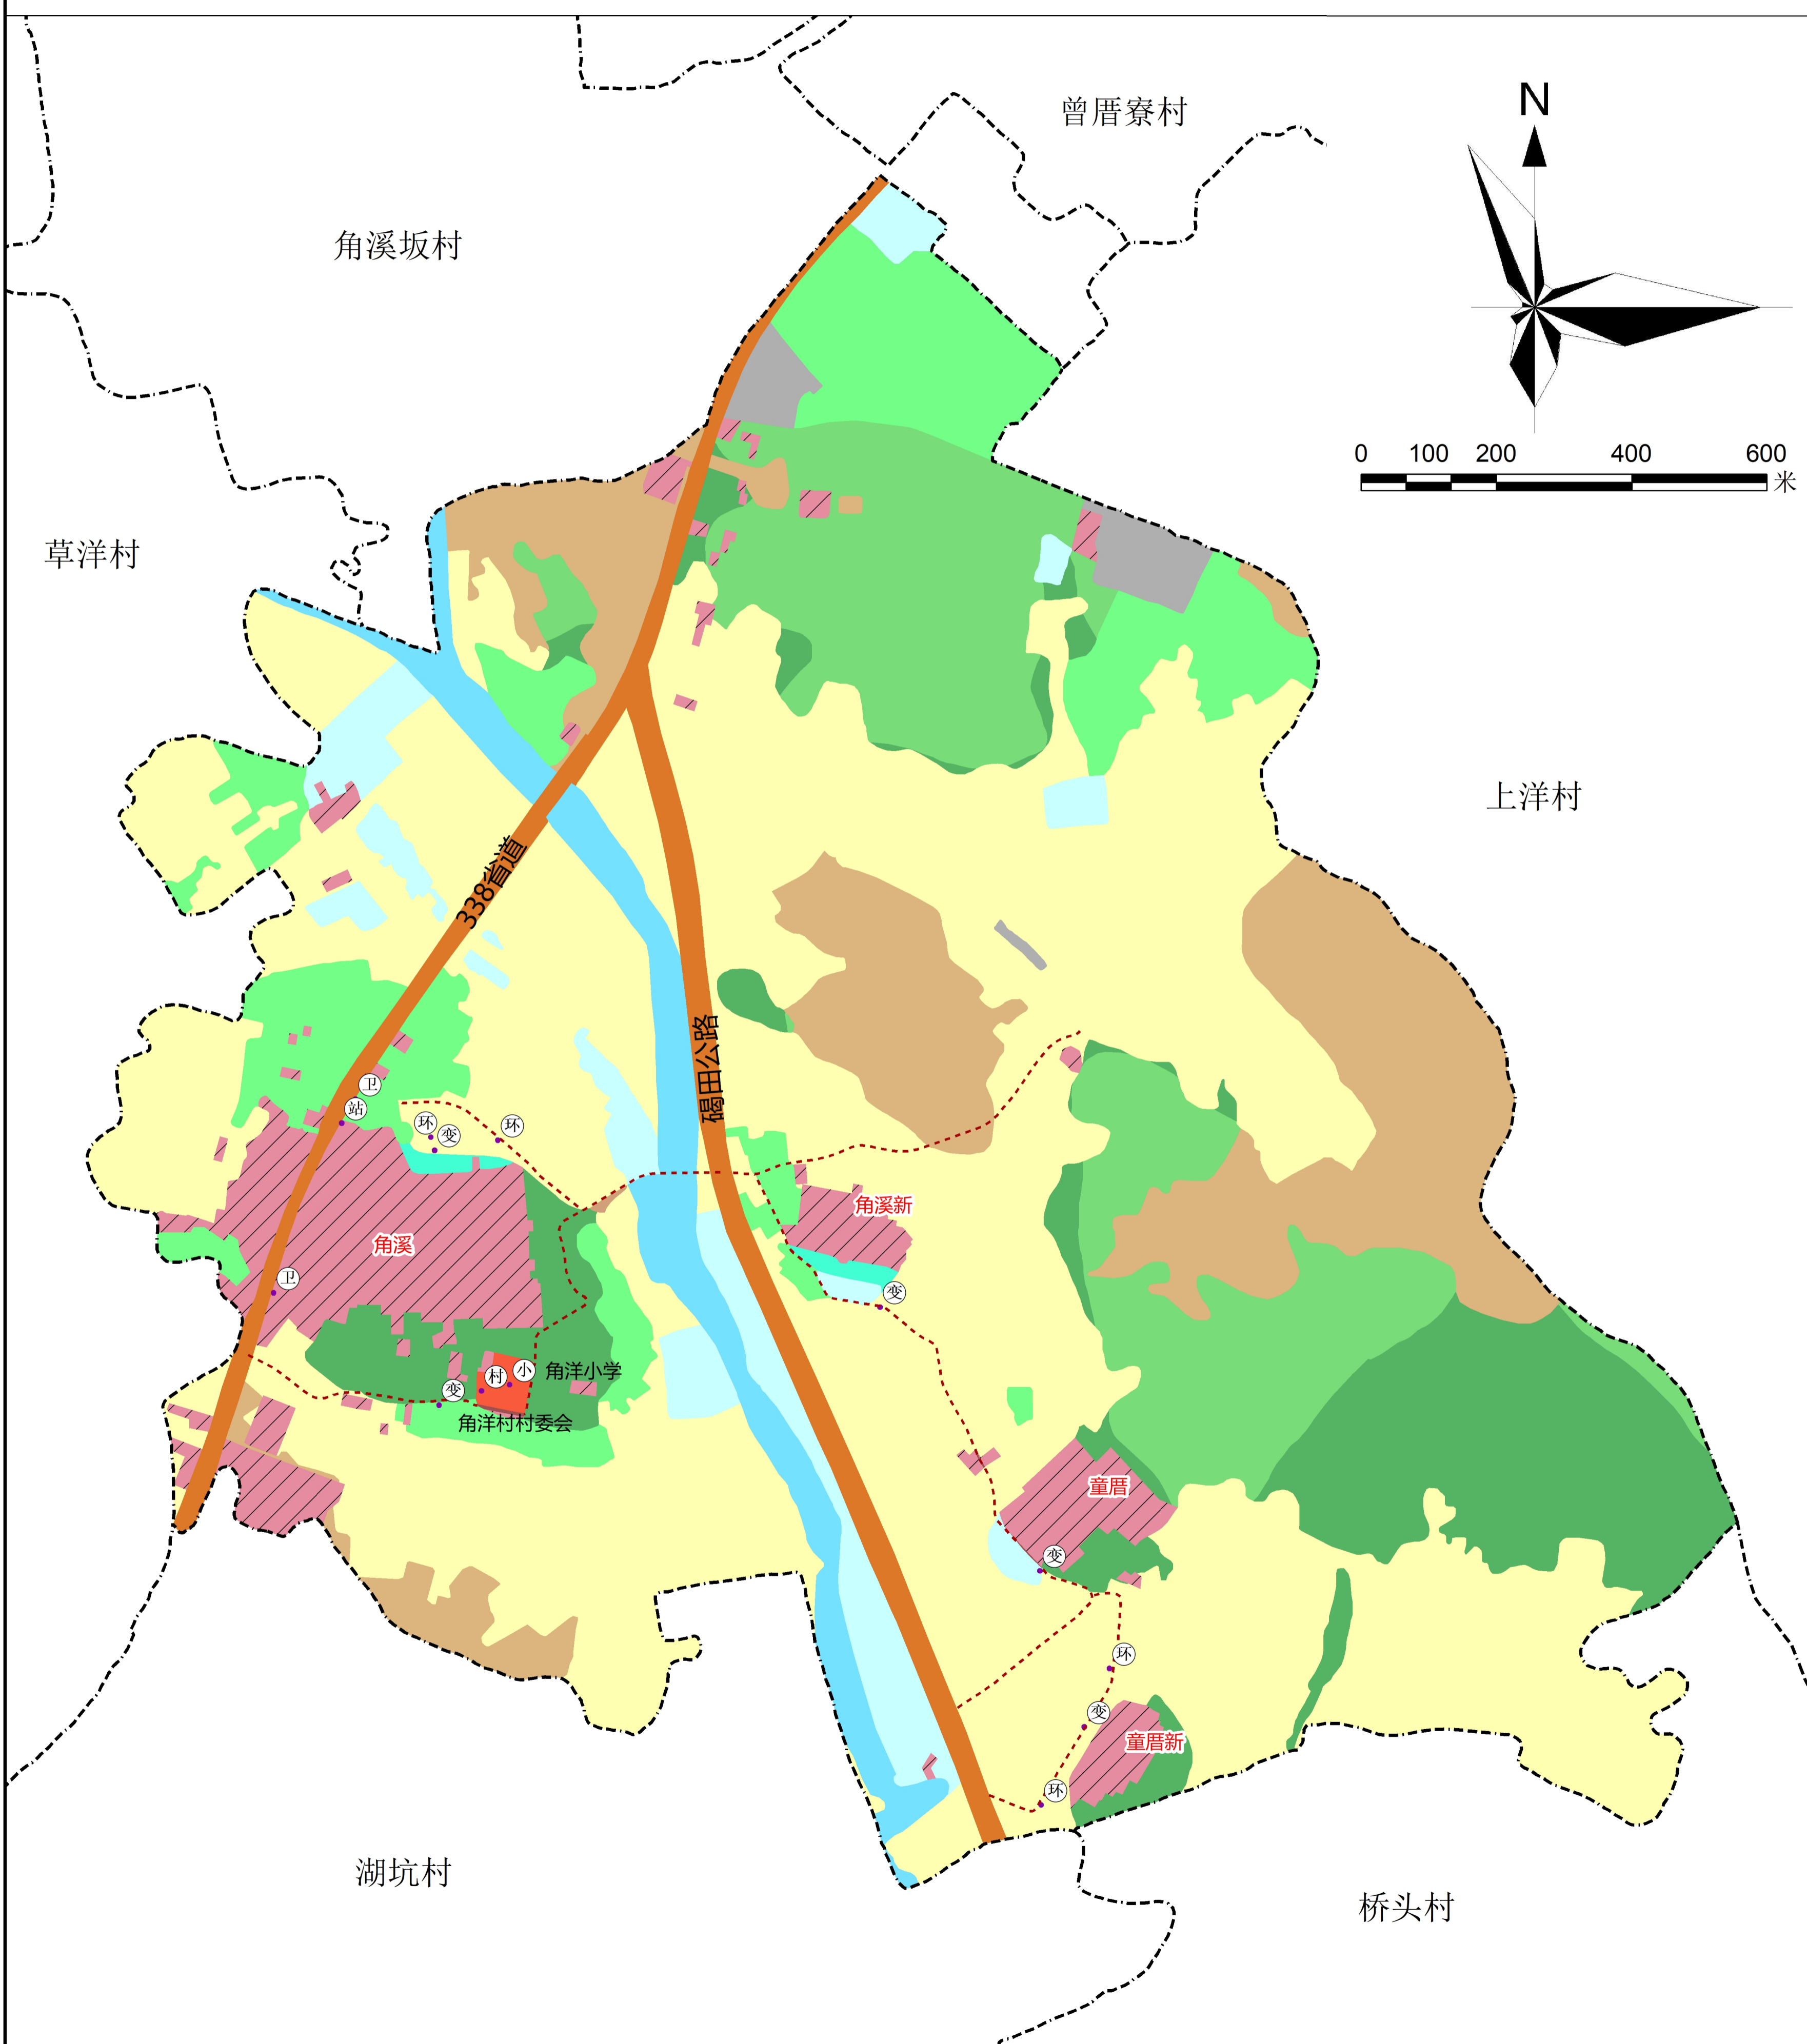 曾厝寮村
N
角溪坂村
0 100 200 400 600
米
草洋村
上洋村
338省道
碣田公路
卫
站
环
变
环
角溪新
角溪
卫
变
小
村
角洋小学
变
角洋村村委会
童厝
变
环
变
童厝新
环
湖坑村
桥头村